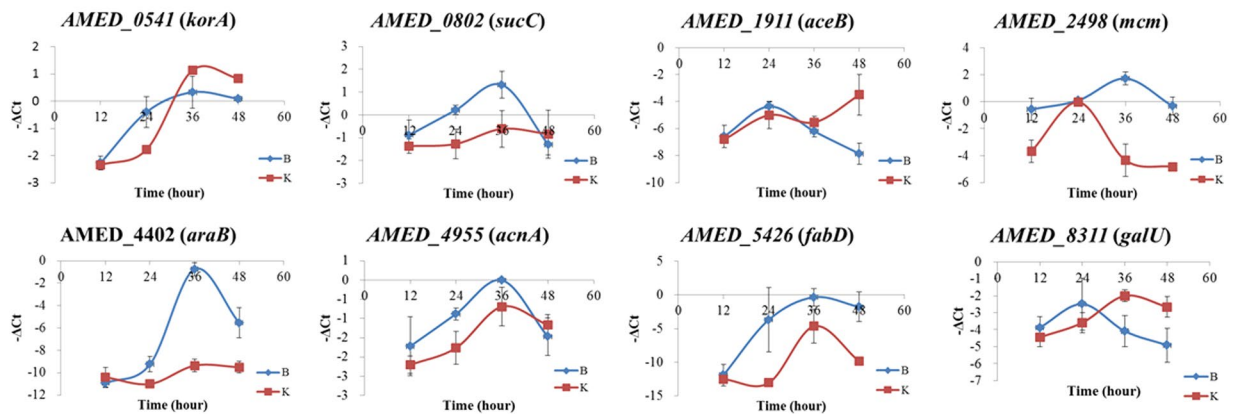 AMED_0541 (korA)
2
1
0
-1
-2
-3
0 12 24 36 48 60
-ΔCt
Time (hour)
B
K
AMED_0802 (sucC)
3
2
1
0
-1
-2
-3
0 12 24 36 48 60
-ΔCt
Time (hour)
B
K
AMED_1911 (aceB)
0
-2
-4
-6
-8
-10
0 12 24 36 48 60
-ΔCt
Time (hour)
B
K
AMED_2498 (mcm)
4
2
0
-2
-4
-6
0 12 24 36 48 60
-ΔCt
Time (hour)
B
K
AMED_4402 (araB)
0
-2
-4
-6
-8
-10
-12
0 12 24 36 48 60
-ΔCt
Time (hour)
B
K
AMED_4955 (acnA)
1
1
0
-1
-1
-2
-2
-3
0 12 24 36 48 60
-ΔCt
Time (hour)
B
K
AMED_5426 (fabD)
5
0
-5
-10
-15
0 12 24 36 48 60
-ΔCt
Time (hour)
B
K
AMED_8311 (galU)
0
-1
-2
-3
-4
-5
-6
-7
0 12 24 36 48 60
-ΔCt
Time (hour)
B
K